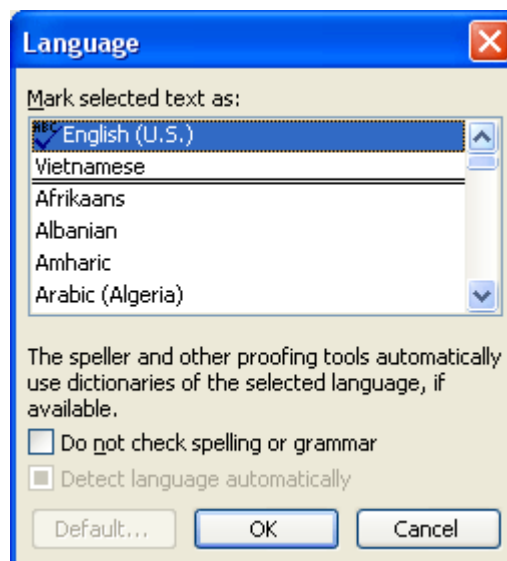 Language
Mark selected text as:
ABC English (U.S.)
Vietnamese
Afrikaans
Albanian
Amharic
Arabic (Algeria)
The speller and other proofing tools automatically
use dictionaries of the selected language, if
available.
Do not check spelling or grammar
Detect language automatically
Default...
OK
Cancel